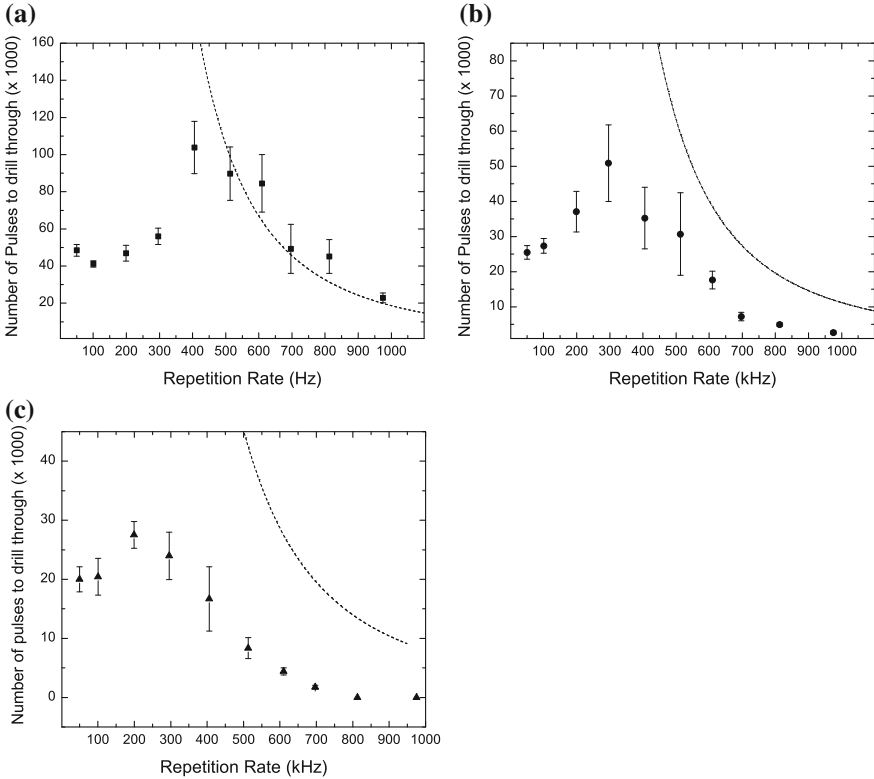 (a)
160
140
120
100
80
60
40
20
Number of Pulses to drill through (x 1000)
100 200 300 400 500 600 700 800 900 1000
Repetition Rate (Hz)
(b)
80
70
60
50
40
30
20
10
Number of Pulses to drill through (x 1000)
100 200 300 400 500 600 700 800 900 1000
Repetition Rate (kHz)
(c)
40
30
20
10
0
Number of pulses to drill through (x 1000)
100 200 300 400 500 600 700 800 900 1000
Repetition Rate (kHz)